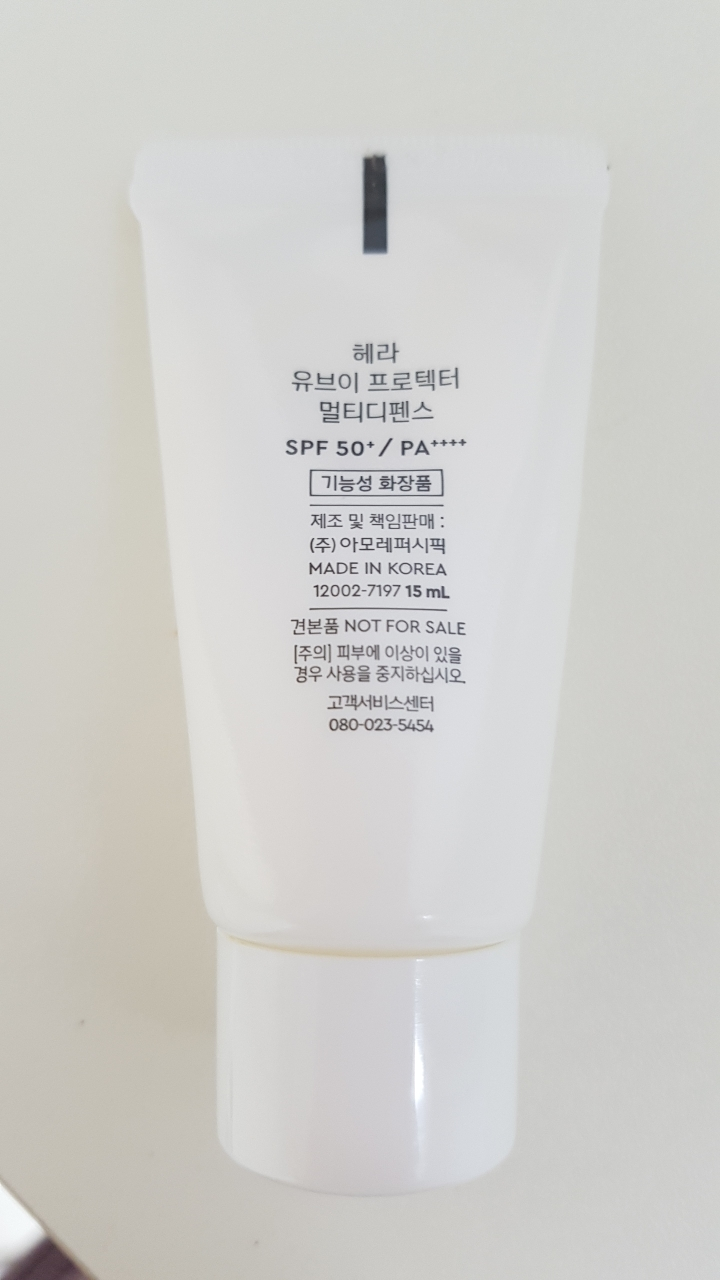 헤라
유브이 프로텍터
멀티디펜스
SPF 50⁺ / PA⁺⁺⁺⁺
기능성 화장품
제조 및 책임판매 :
(주) 아모레퍼시픽
MADE IN KOREA
12002-7197 15 mL
견본품 NOT FOR SALE
[주의] 피부에 이상이 있을
경우 사용을 중지하십시오.
고객서비스센터
080-023-5454